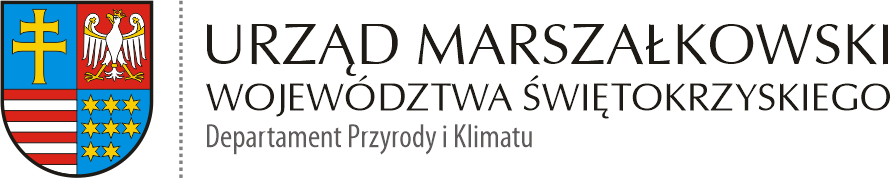 URZĄD MARSZAŁKOWSKI
WOJEWÓDZTWA ŚWIĘTOKRZYSKIEGO
Departament Przyrody i Klimatu